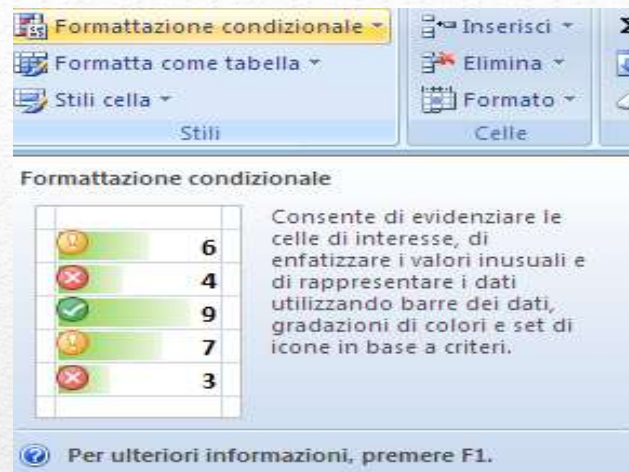 Formattazione condizionale
Formatta come tabella
Stili cella
Stili
Inserisci
Elimina
Formato
Celle
Formattazione condizionale
6
4
9
7
3
Consente di evidenziare le
celle di interesse, di
enfatizzare i valori inusuali e
di rappresentare i dati
utilizzando barre dei dati,
gradazioni di colori e set di
icone in base a criteri.
Per ulteriori informazioni, premere F1.